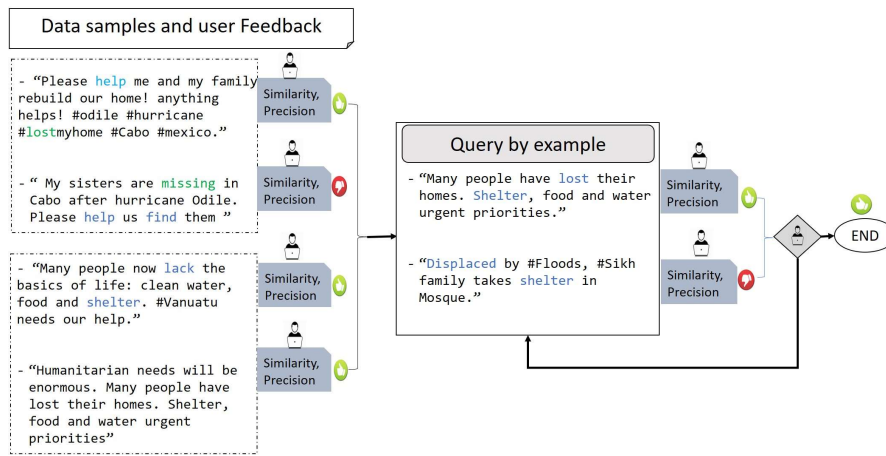 Data samples and user Feedback
- “Please help me and my family
rebuild our home! anything
helps! #odile #hurricane
#lostmyhome #Cabo #mexico.”
Similarity,
Precision
- “ My sisters are missing in
Cabo after hurricane Odile.
Please help us find them ”
Similarity,
Precision
- “Many people now lack the
basics of life: clean water,
food and shelter. #Vanuatu
needs our help.”
Similarity,
Precision
- “Humanitarian needs will be
enormous. Many people have
lost their homes. Shelter,
food and water urgent
priorities”
Similarity,
Precision
Query by example
- “Many people have lost their
homes. Shelter, food and water
urgent priorities.”
Similarity,
Precision
- “Displaced by #Floods, #Sikh
family takes shelter in
Mosque.”
Similarity,
Precision
END